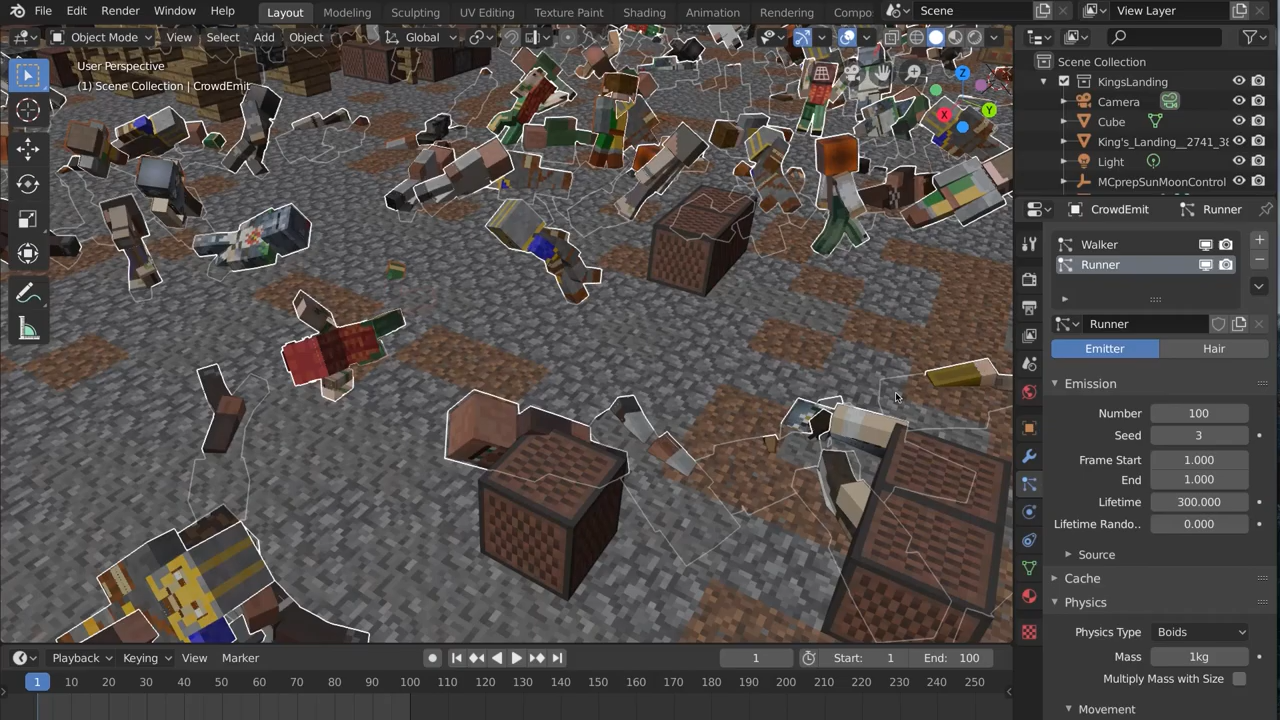 File Edit Render Window Help Layout Modeling Sculpting UV Editing Texture Paint Shading Animation Rendering Compo Scene View Layer
Object Mode View Select Add Object Global
User Perspective
(1) Scene Collection | CrowdEmit
Z
Y
X
Scene Collection
KingsLanding
Camera
Cube
King's_Landing__2741_38
Light
MCprepSunMoonControl
CrowdEmit Runner
Walker
Runner
Runner
Emitter Hair
Emission
Number 100
Seed 3
Frame Start 1.000
End 1.000
Lifetime 300.000
Lifetime Rando.. 0.000
Source
Cache
Physics
Physics Type Boids
Mass 1kg
Multiply Mass with Size
Movement
Playback Keying View Marker 1 Start: 1 End: 100
1 10 20 30 40 50 60 70 80 90 100 110 120 130 140 150 160 170 180 190 200 210 220 230 240 250